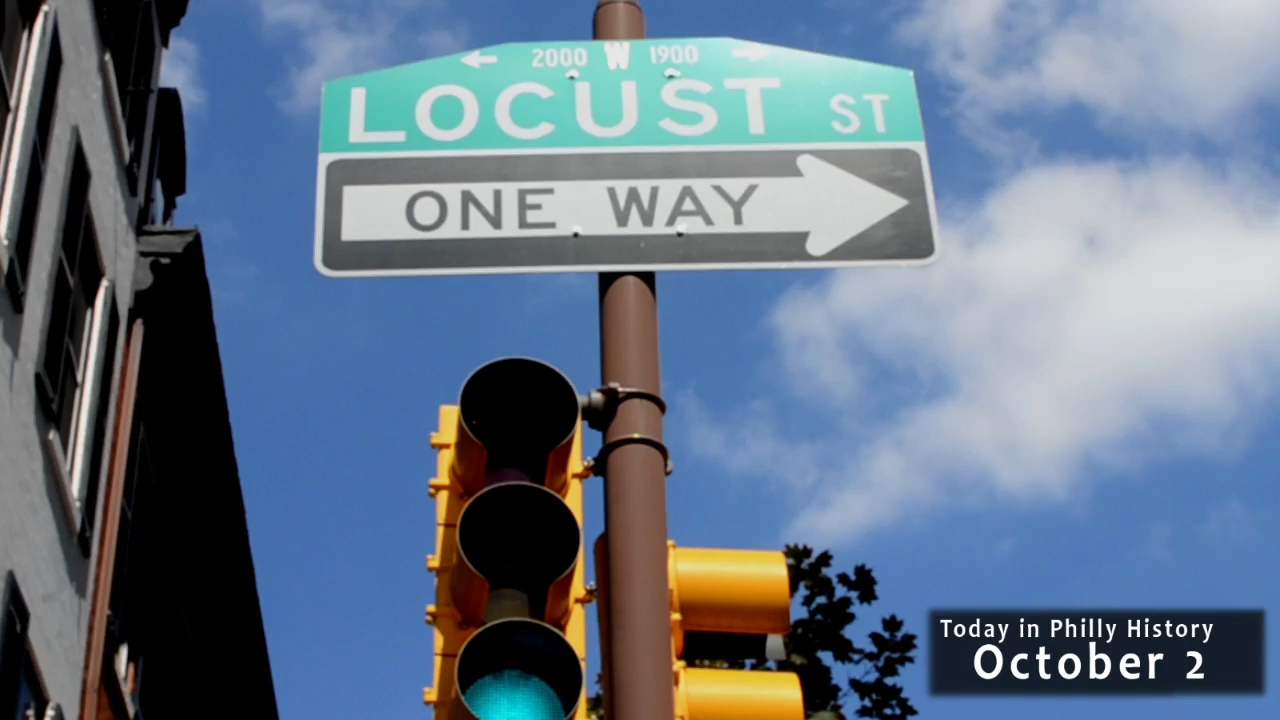 ← 2000 W 1900 →
LOCUST ST
ONE WAY
Today in Philly History
October 2